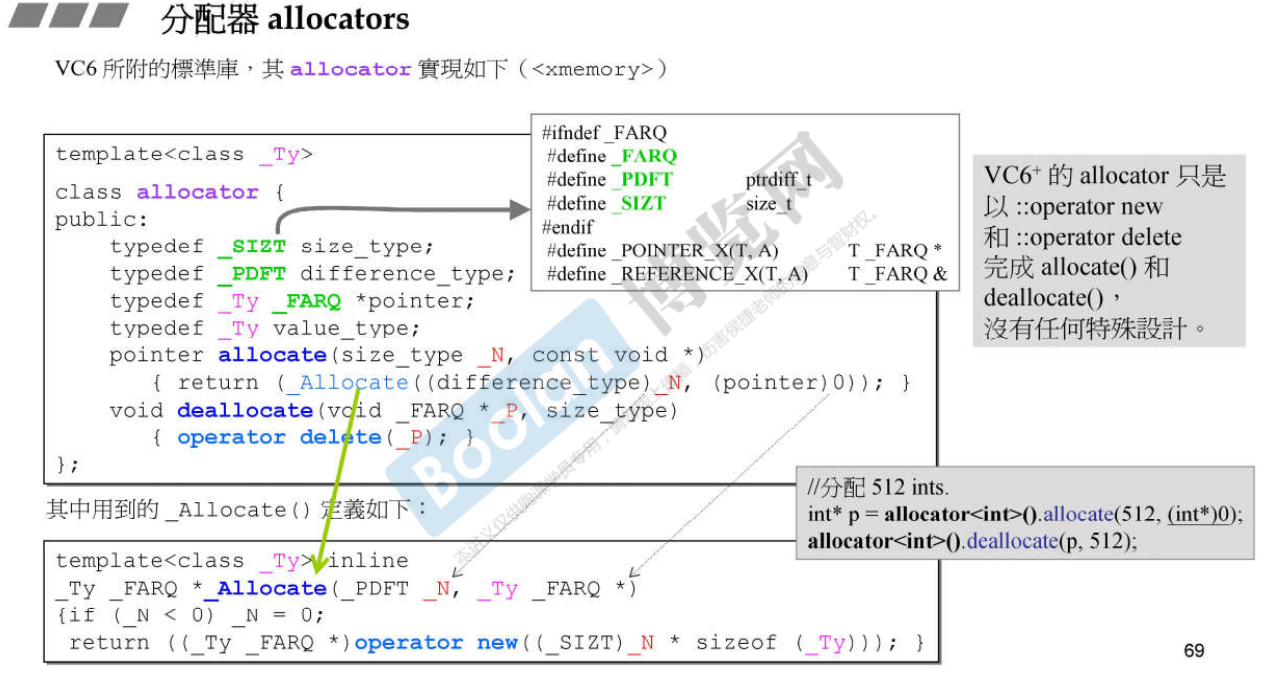 分配器 allocators
VC6 所附的標準庫，其 allocator 實現如下（<xmemory>）
template<class _Ty>
class allocator {
public:
typedef _SIZT size_type;
typedef _PDFT difference_type;
typedef _Ty _FARQ *pointer;
typedef _Ty value_type;
pointer allocate(size_type _N, const void *)
{ return (_Allocate((difference_type)_N, (pointer)0)); }
void deallocate(void _FARQ *_P, size_type)
{ operator delete(_P); }
};
#ifndef _FARQ
#define _FARQ
#define _PDFT ptrdiff_t
#define _SIZT size_t
#endif
#define _POINTER_X(T, A) T _FARQ *
#define _REFERENCE_X(T, A) T _FARQ &
VC6+ 的 allocator 只是
以 ::operator new
和 ::operator delete
完成 allocate() 和
deallocate()，
沒有任何特殊設計。
其中用到的 _Allocate() 定義如下：
//分配 512 ints.
int* p = allocator<int>().allocate(512, (int*)0);
allocator<int>().deallocate(p, 512);
template<class _Ty> inline
_Ty _FARQ *_Allocate(_PDFT _N, _Ty _FARQ *)
{if (_N < 0) _N = 0;
return ((_Ty _FARQ *)operator new((_SIZT)_N * sizeof (_Ty))); }
Boolan 博览网
69